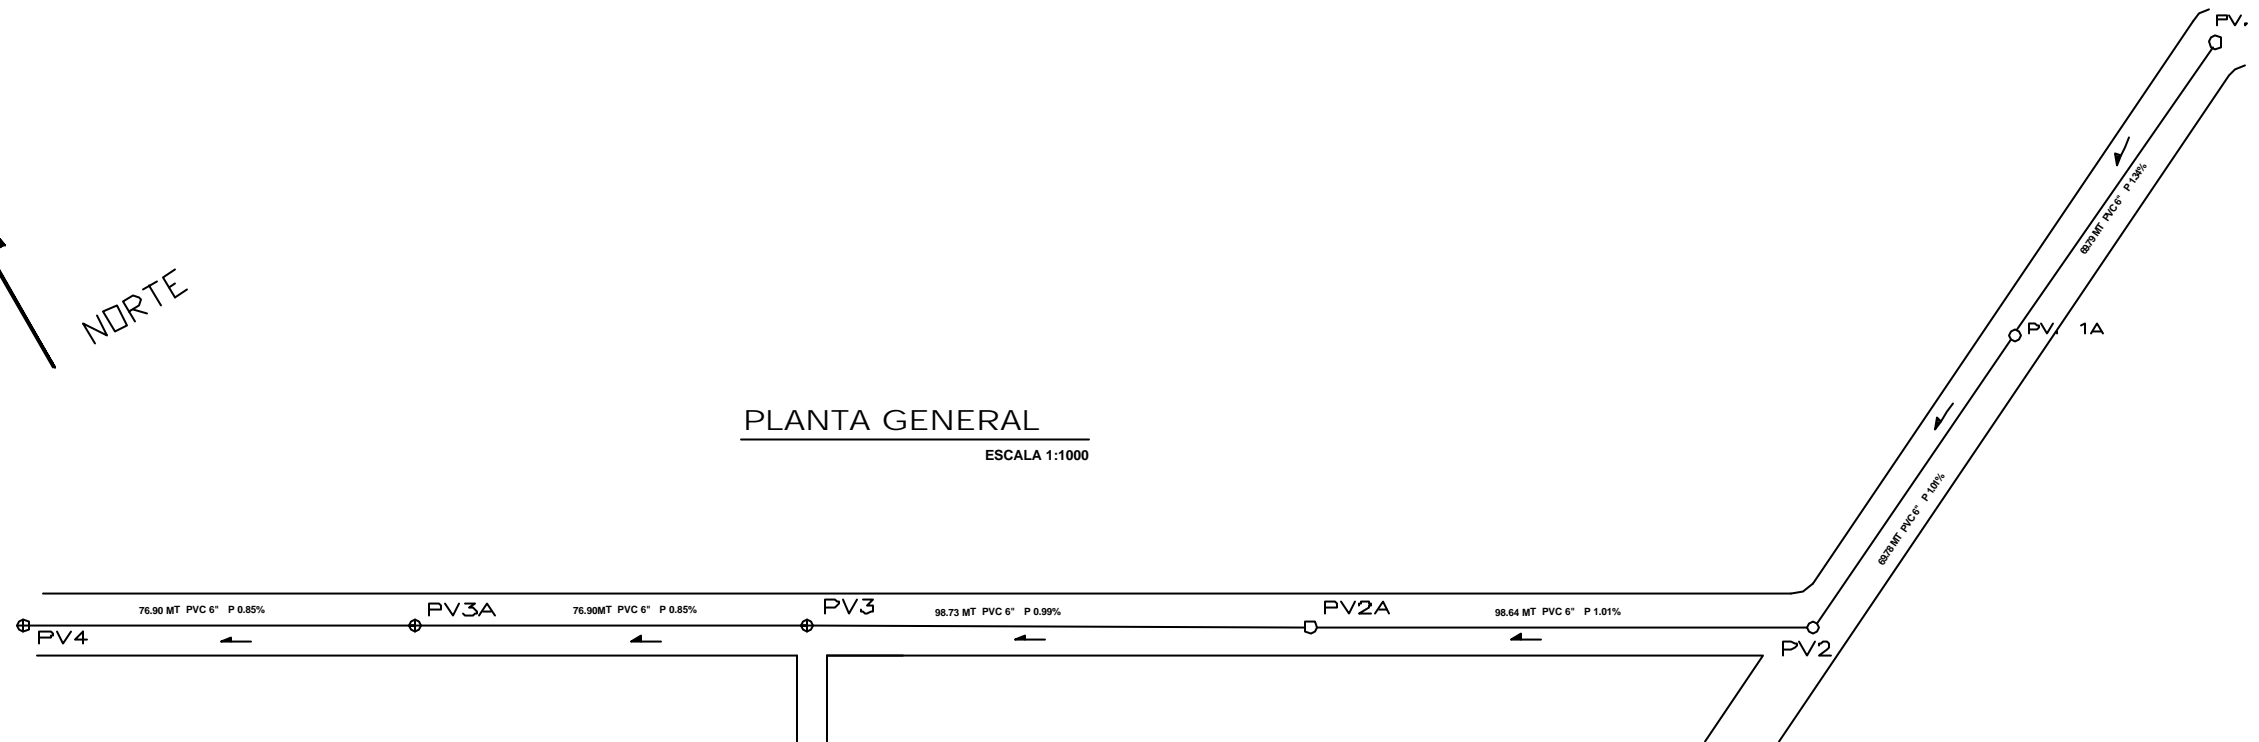 PV.
69.79 MT PVC 6" P 1.34%
NORTE
PV. 1A
PLANTA GENERAL
ESCALA 1:1000
69.78 MT PVC 6" P 1.01%
76.90 MT PVC 6" P 0.85%
PV3A
76.90MT PVC 6" P 0.85%
PV3
98.73 MT PVC 6" P 0.99%
PV2A
98.64 MT PVC 6" P 1.01%
PV4
PV2